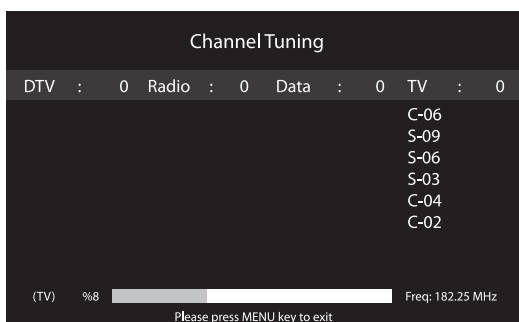 Channel Tuning
DTV : 0 Radio : 0 Data : 0 TV : 0
C-06
S-09
S-06
S-03
C-04
C-02
(TV) %8 Freq: 182.25 MHz
Please press MENU key to exit